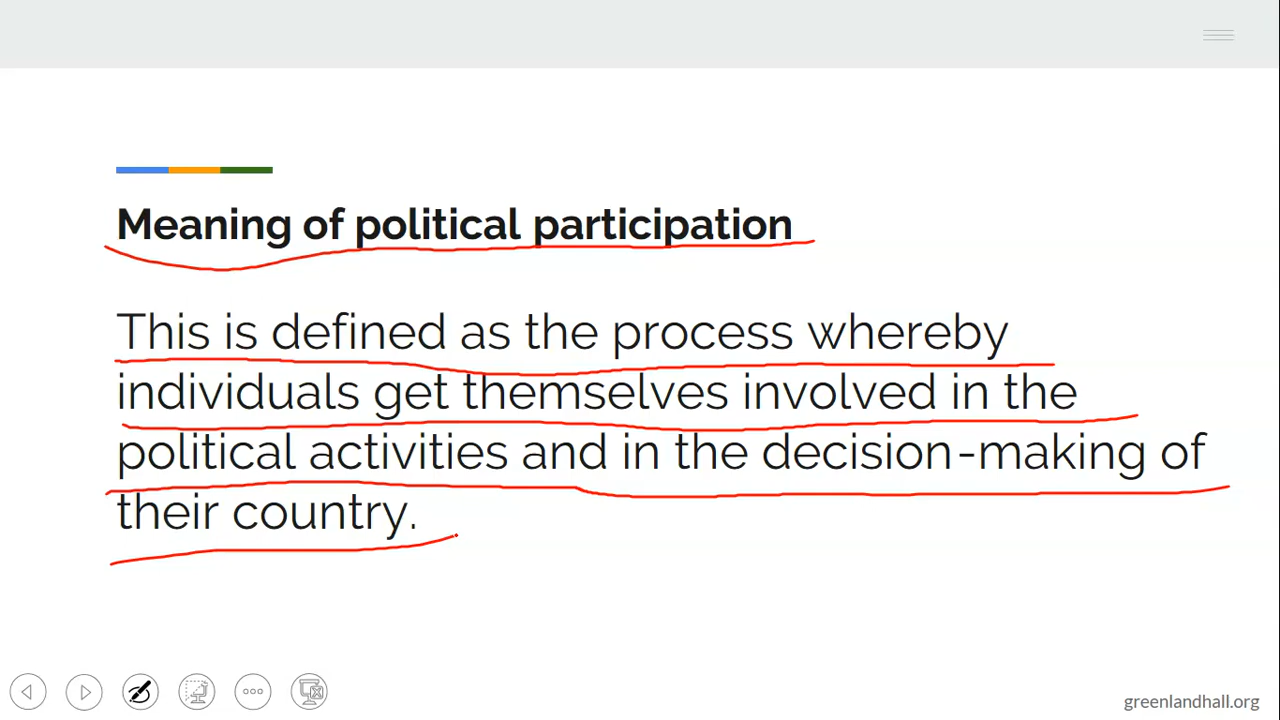 Meaning of political participation
This is defined as the process whereby
individuals get themselves involved in the
political activities and in the decision-making of
their country.
greenlandhall.org